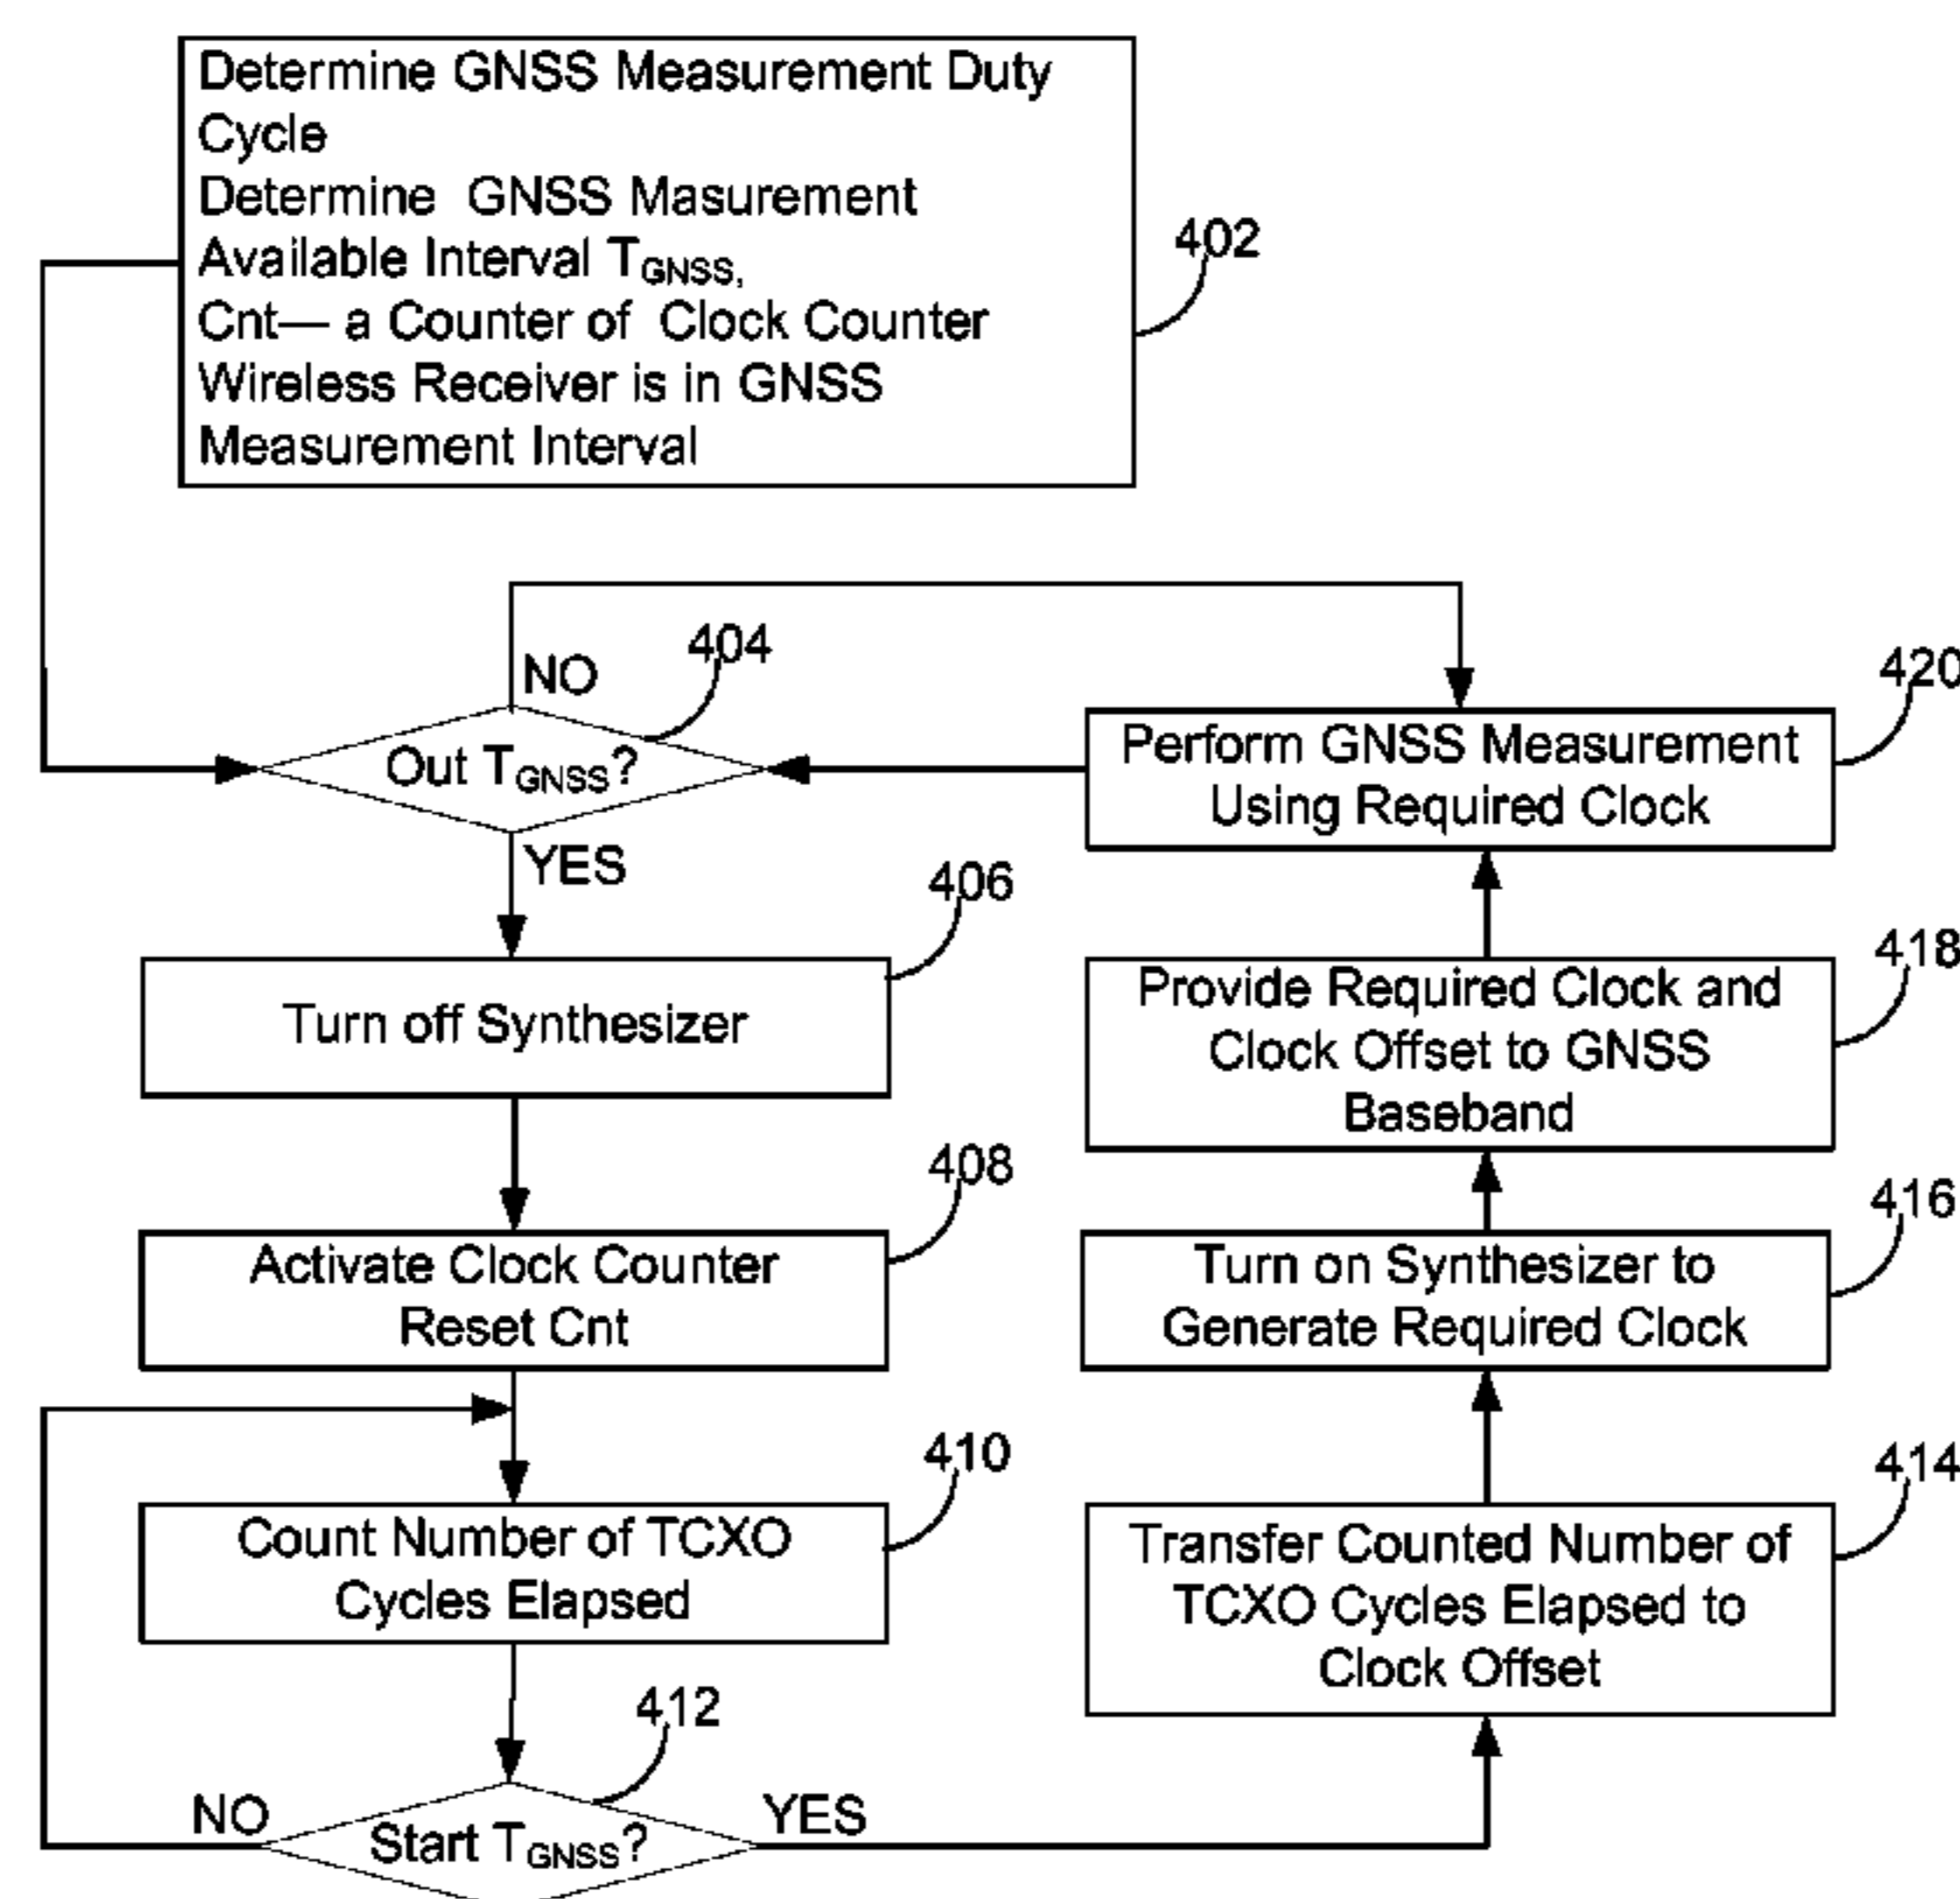 Determine GNSS Measurement Duty
Cycle
Determine GNSS Masurement
Available Interval TGNSS,
Cnt— a Counter of Clock Counter
Wireless Receiver is in GNSS
Measurement Interval
402
404
NO
Out TGNSS?
YES
420
Perform GNSS Measurement
Using Required Clock
406
Turn off Synthesizer
418
Provide Required Clock and
Clock Offset to GNSS
Baseband
408
Activate Clock Counter
Reset Cnt
416
Turn on Synthesizer to
Generate Required Clock
410
Count Number of TCXO
Cycles Elapsed
414
Transfer Counted Number of
TCXO Cycles Elapsed to
Clock Offset
412
NO
Start TGNSS?
YES